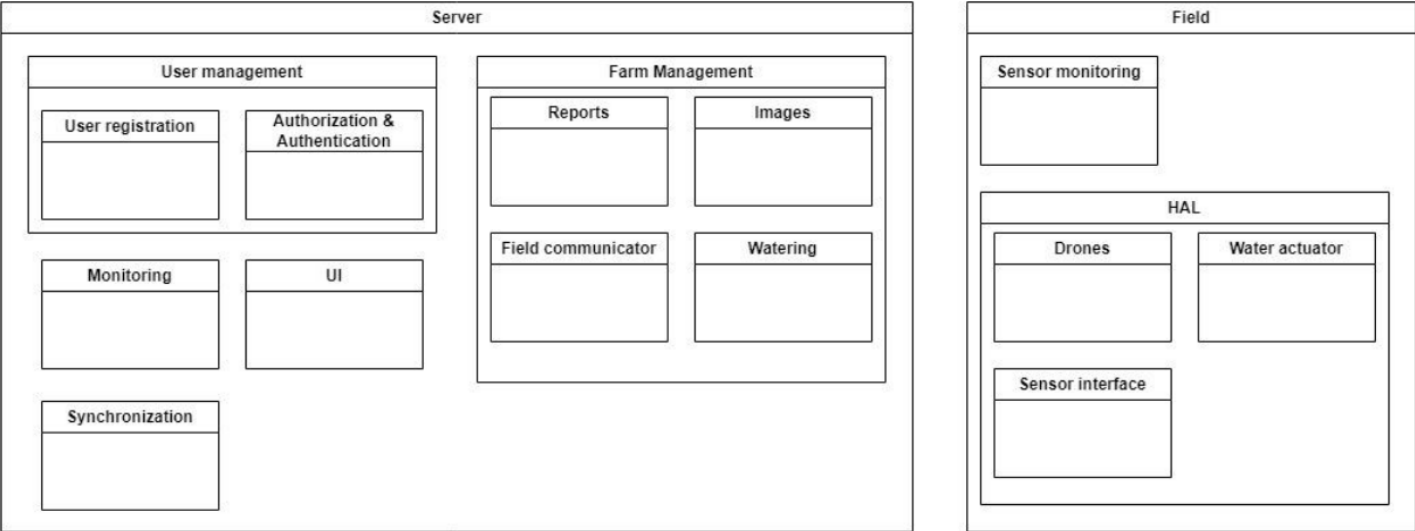 Server
User management
User registration
Authorization &
Authentication
Monitoring
UI
Synchronization
Farm Management
Reports
Images
Field communicator
Watering
Field
Sensor monitoring
HAL
Drones
Water actuator
Sensor interface